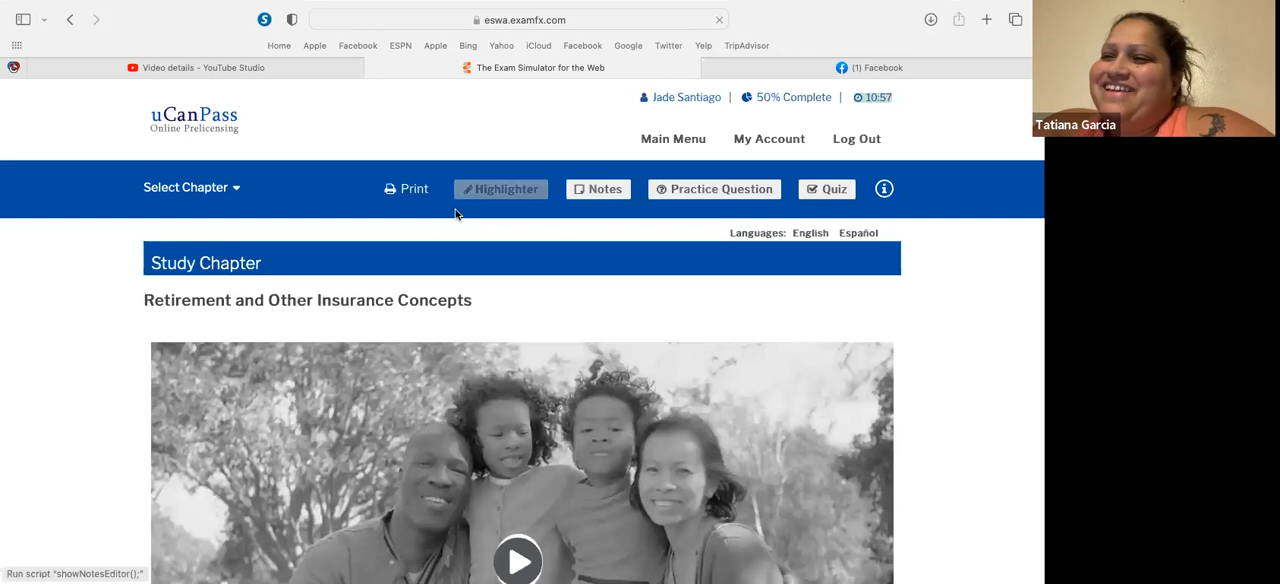 eswa.examfx.com
Home Apple Facebook ESPN Apple Bing Yahoo iCloud Facebook Google Twitter Yelp TripAdvisor
Video details - YouTube Studio
The Exam Simulator for the Web
(1) Facebook
Tatiana Garcia
uCanPass
Online Prelicensing
Jade Santiago | 50% Complete | 10:57
Main Menu My Account Log Out
Select Chapter Print Highlighter Notes Practice Question Quiz
Languages: English Español
Study Chapter
Retirement and Other Insurance Concepts
Run script "showNotesEditor();"